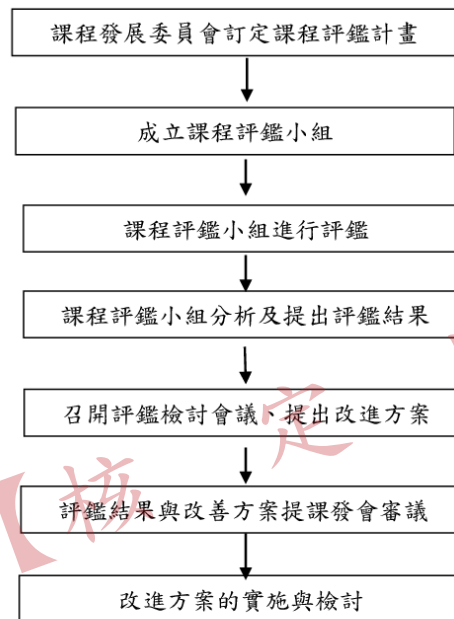 課程發展委員會訂定課程評鑑計畫
成立課程評鑑小組
課程評鑑小組進行評鑑
課程評鑑小組分析及提出評鑑結果
召開評鑑檢討會議、提出改進方案
評鑑結果與改善方案提課發會審議
改進方案的實施與檢討
【核定